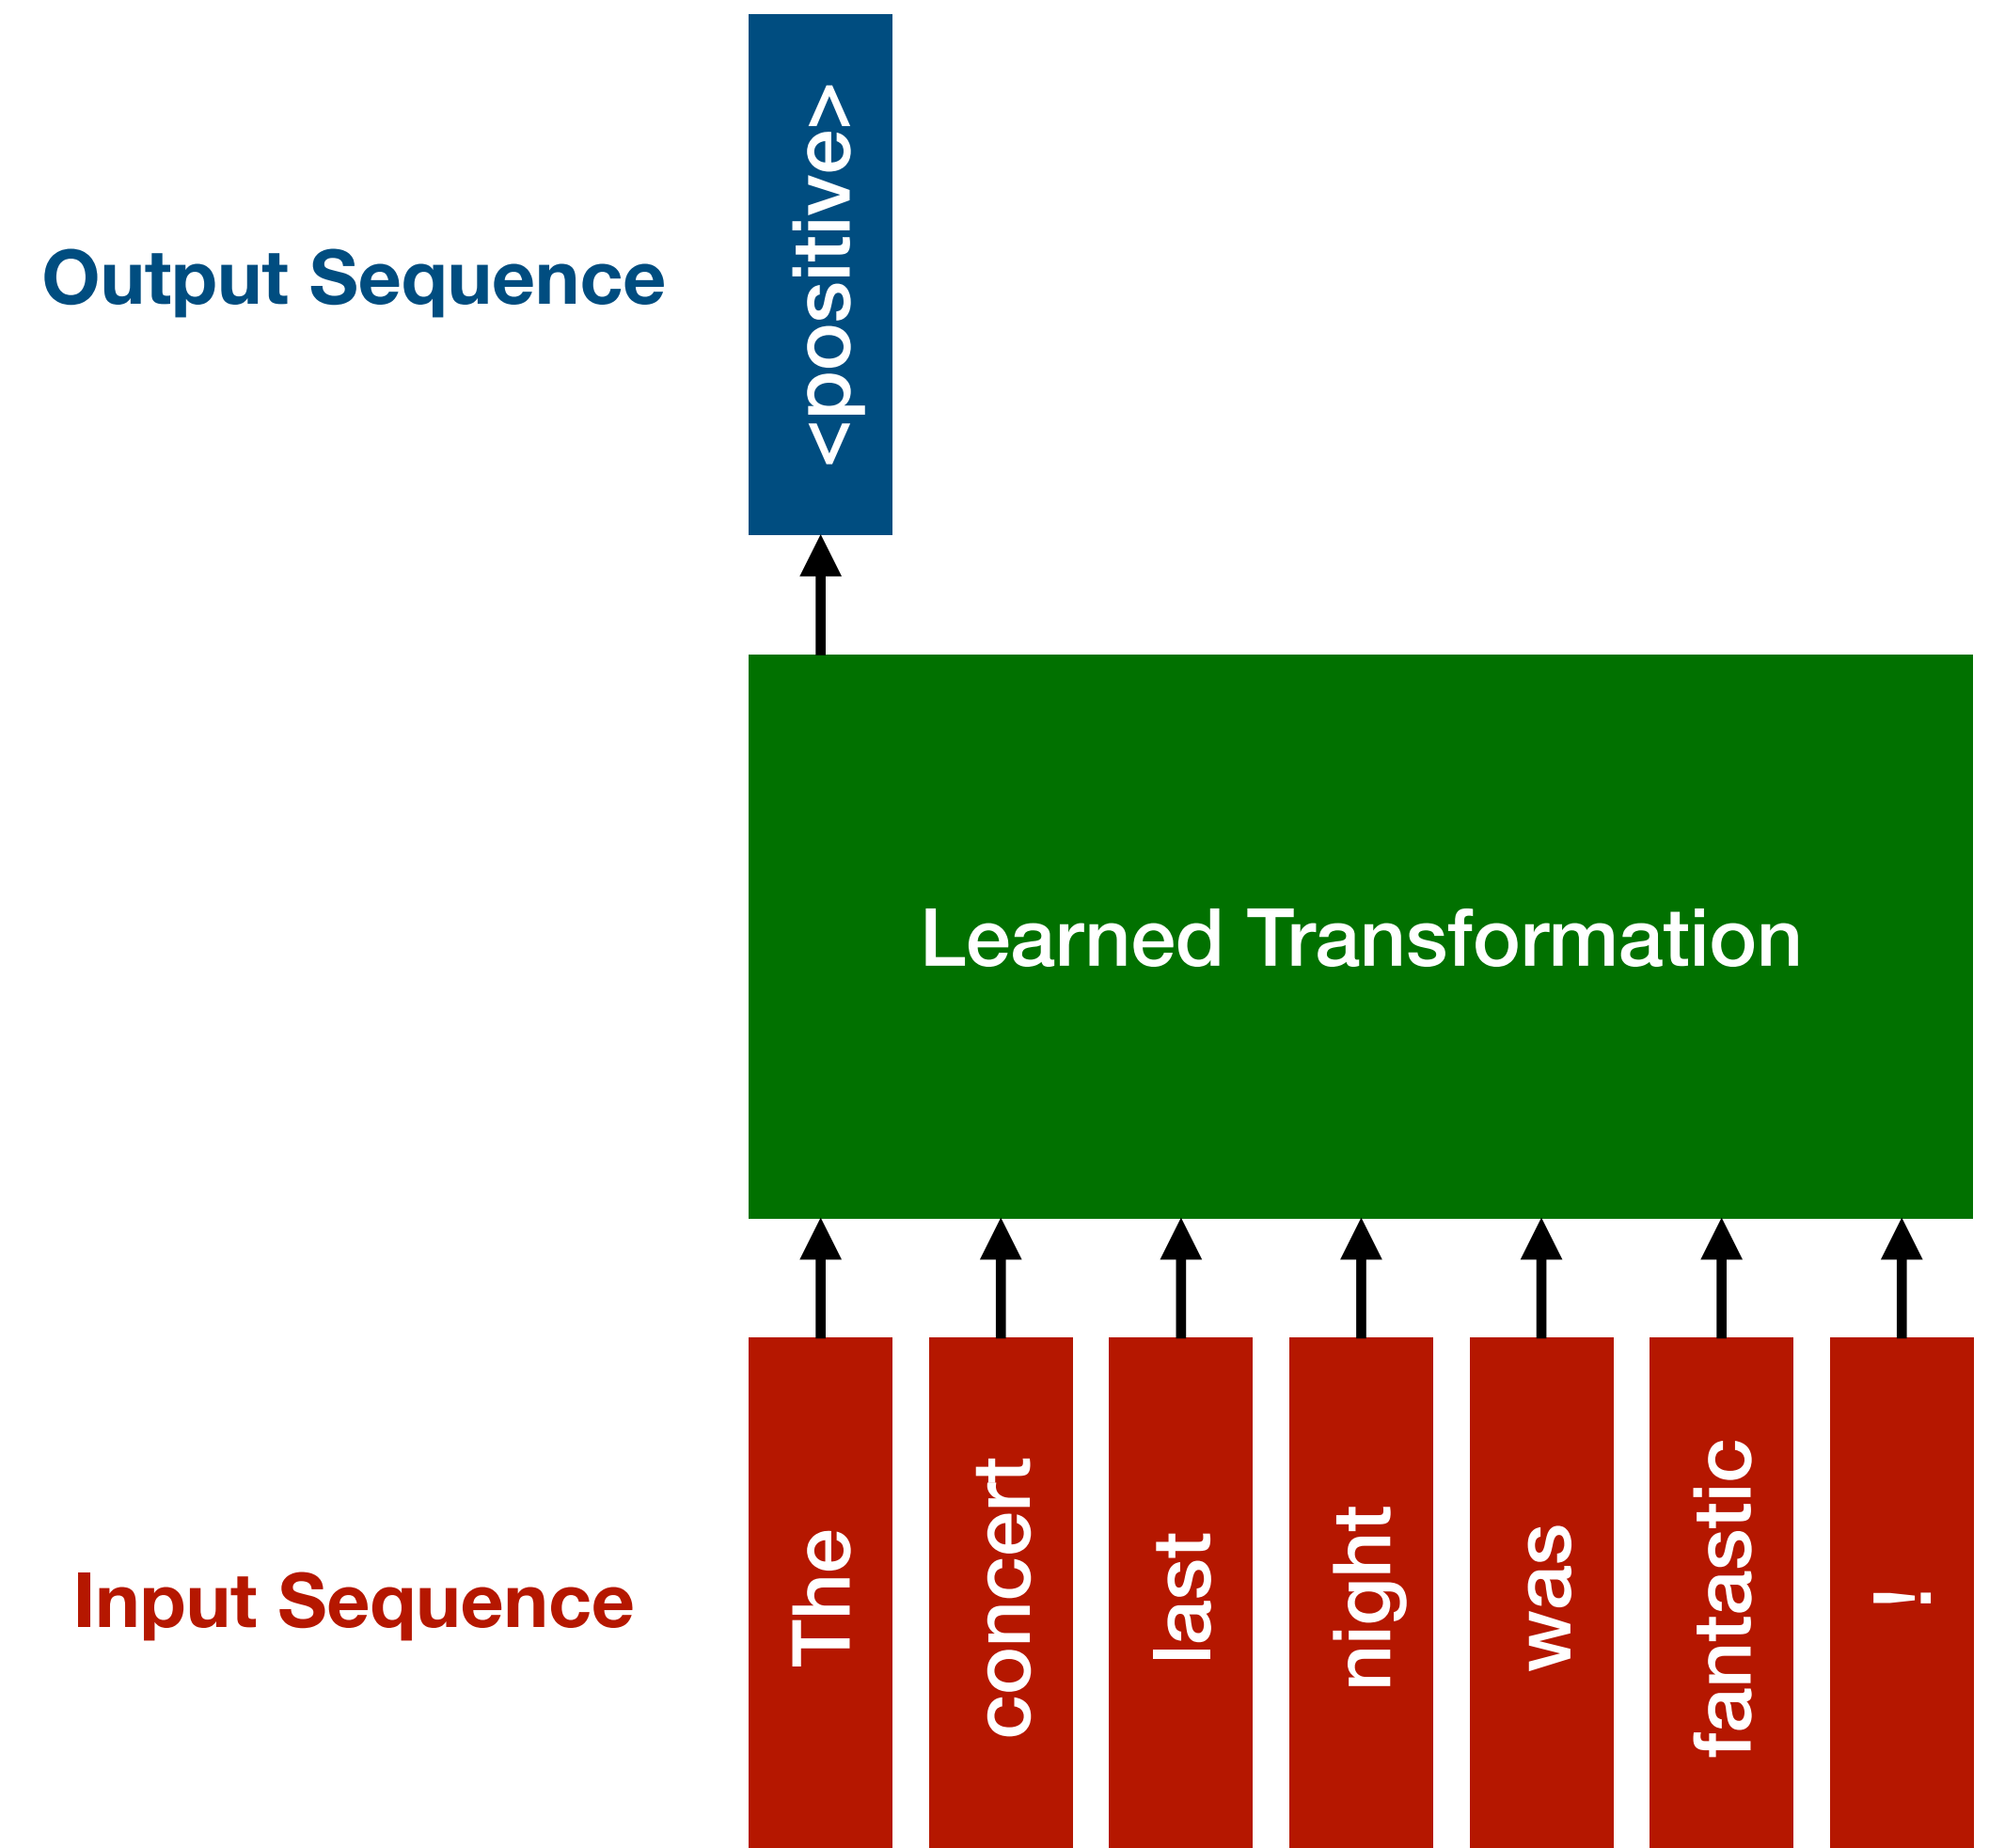 Output Sequence
<positive>
Learned Transformation
Input Sequence
The
concert
last
night
was
fantastic
!